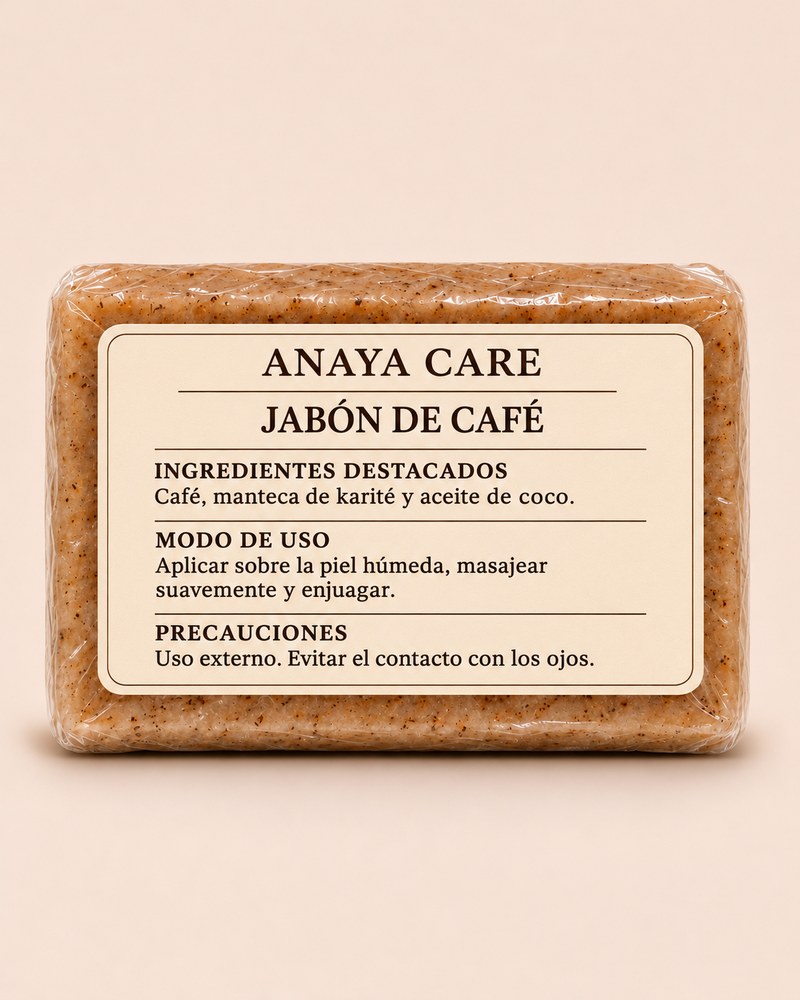 ANAYA CARE
JABÓN DE CAFÉ
INGREDIENTES DESTACADOS
Café, manteca de karité y aceite de coco.
MODO DE USO
Aplicar sobre la piel húmeda, masajear
suavemente y enjuagar.
PRECAUCIONES
Uso externo. Evitar el contacto con los ojos.